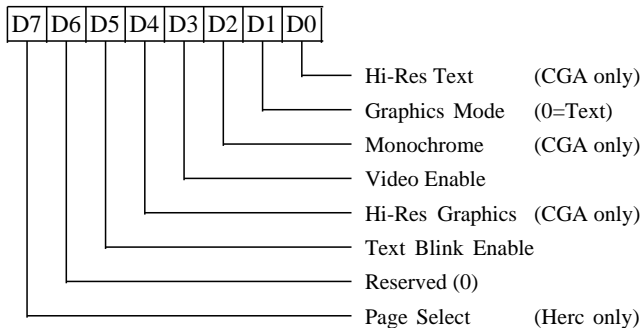 D7 D6 D5 D4 D3 D2 D1 D0
Hi-Res Text (CGA only)
Graphics Mode (0=Text)
Monochrome (CGA only)
Video Enable
Hi-Res Graphics (CGA only)
Text Blink Enable
Reserved (0)
Page Select (Herc only)